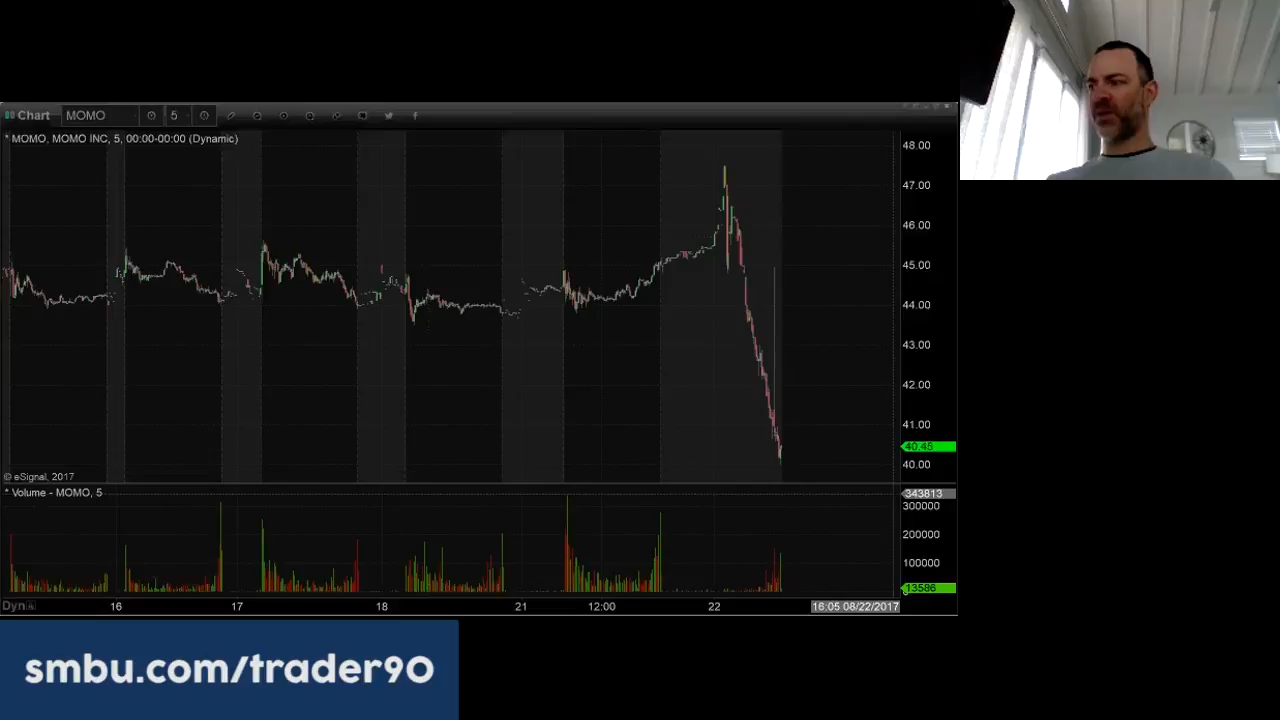 Chart MOMO 5
* MOMO, MOMO INC, 5, 00:00-00:00 (Dynamic)
48.00
47.00
46.00
45.00
44.00
43.00
42.00
41.00
40.45
40.00
© eSignal, 2017
* Volume - MOMO, 5
343813
300000
200000
100000
13586
Dyn 16 17 18 21 12:00 22 16:05 08/22/2017
smbu.com/trader90